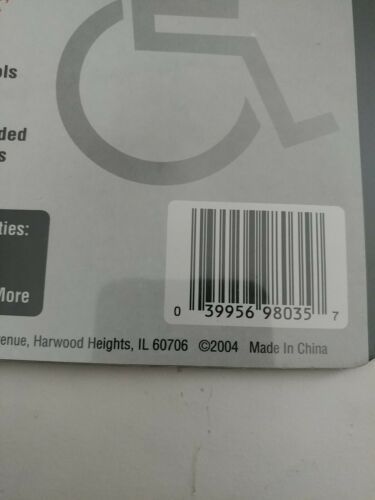 ols
ded
s
ties:
More
0 39956 98035 7
enue, Harwood Heights, IL 60706 ©2004 Made In China